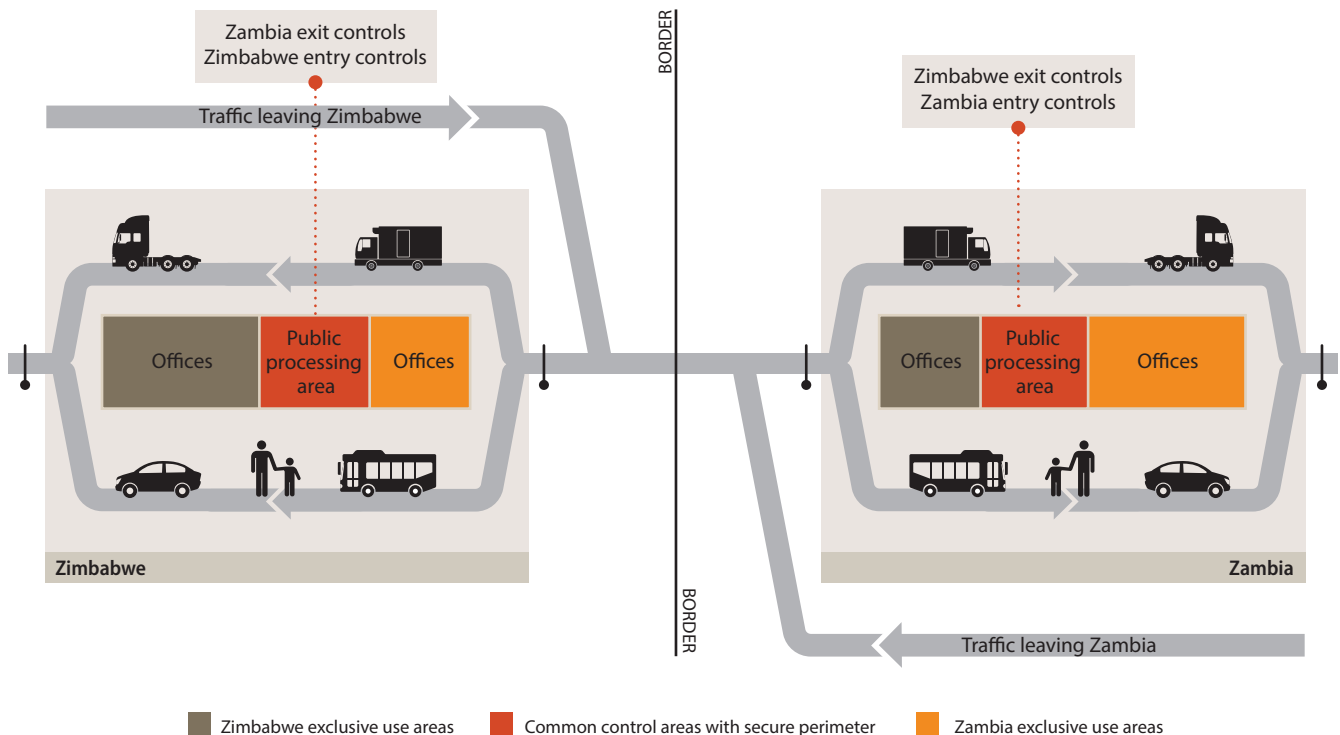 Zambia exit controls
Zimbabwe entry controls
BORDER
Zimbabwe exit controls
Zambia entry controls
Traffic leaving Zimbabwe
Offices
Public
processing
area
Offices
Offices
Public
processing
area
Offices
Zimbabwe
Zambia
BORDER
Traffic leaving Zambia
Zimbabwe exclusive use areas
Common control areas with secure perimeter
Zambia exclusive use areas